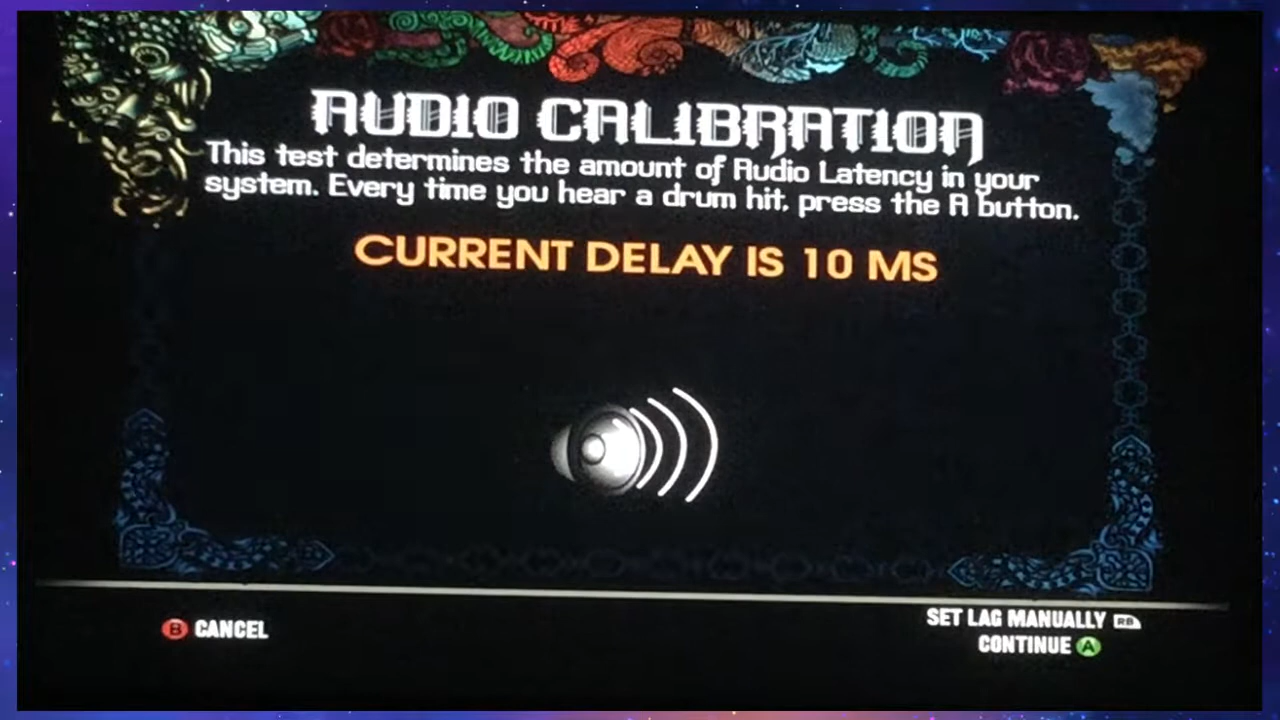 AUDIO CALIBRATION
This test determines the amount of Audio Latency in your
system. Every time you hear a drum hit, press the A button.
CURRENT DELAY IS 10 MS
B CANCEL
SET LAG MANUALLY RB
CONTINUE A